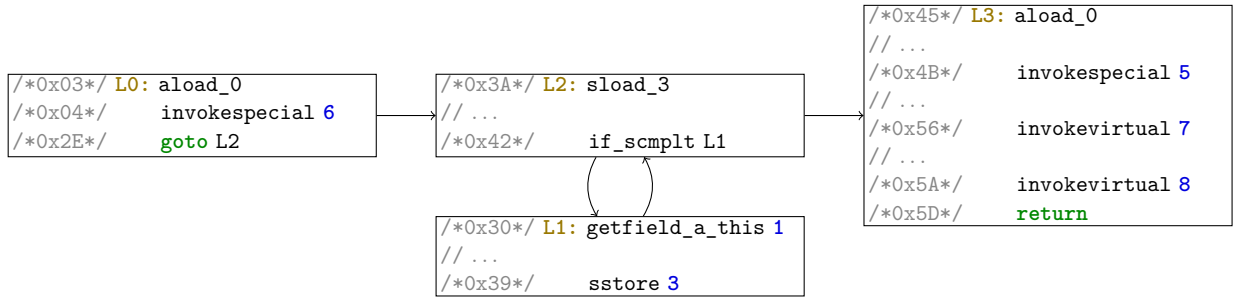 /*0x03*/ L0: aload_0
/*0x04*/ invokespecial 6
/*0x2E*/ goto L2
/*0x3A*/ L2: sload_3
// ...
/*0x42*/ if_scmplt L1
/*0x30*/ L1: getfield_a_this 1
// ...
/*0x39*/ sstore 3
/*0x45*/ L3: aload_0
// ...
/*0x4B*/ invokespecial 5
// ...
/*0x56*/ invokevirtual 7
// ...
/*0x5A*/ invokevirtual 8
/*0x5D*/ return